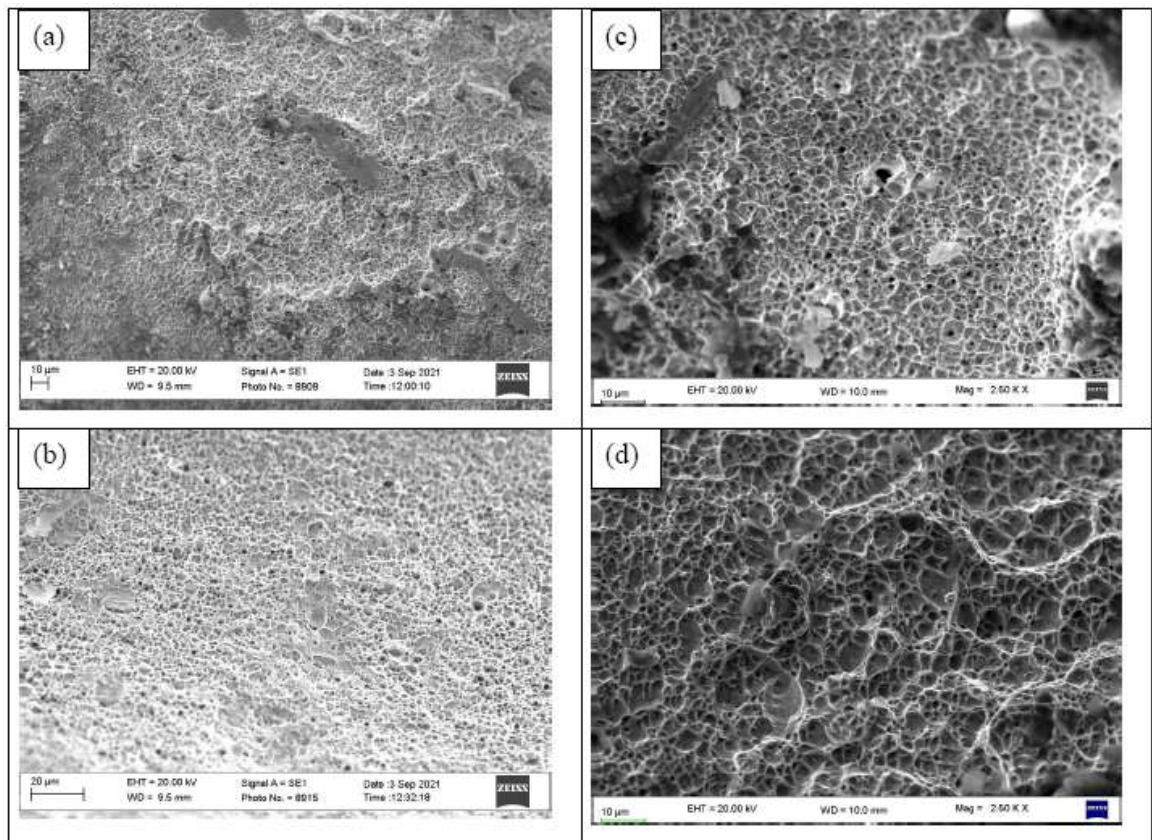 (a)
10 µm
EHT = 20.00 kV Signal A = SE1 Date :3 Sep 2021
WD = 9.5 mm Photo No. = 8909 Time :12:00:10
ZEISS
(b)
20 µm
EHT = 20.00 kV Signal A = SE1 Date :3 Sep 2021
WD = 9.5 mm Photo No. = 8915 Time :12:32:18
ZEISS
(c)
10 µm
EHT = 20.00 kV WD = 10.0 mm Mag = 2.50 K X
ZEISS
(d)
10 µm
EHT = 20.00 kV WD = 10.0 mm Mag = 2.50 K X
ZEISS